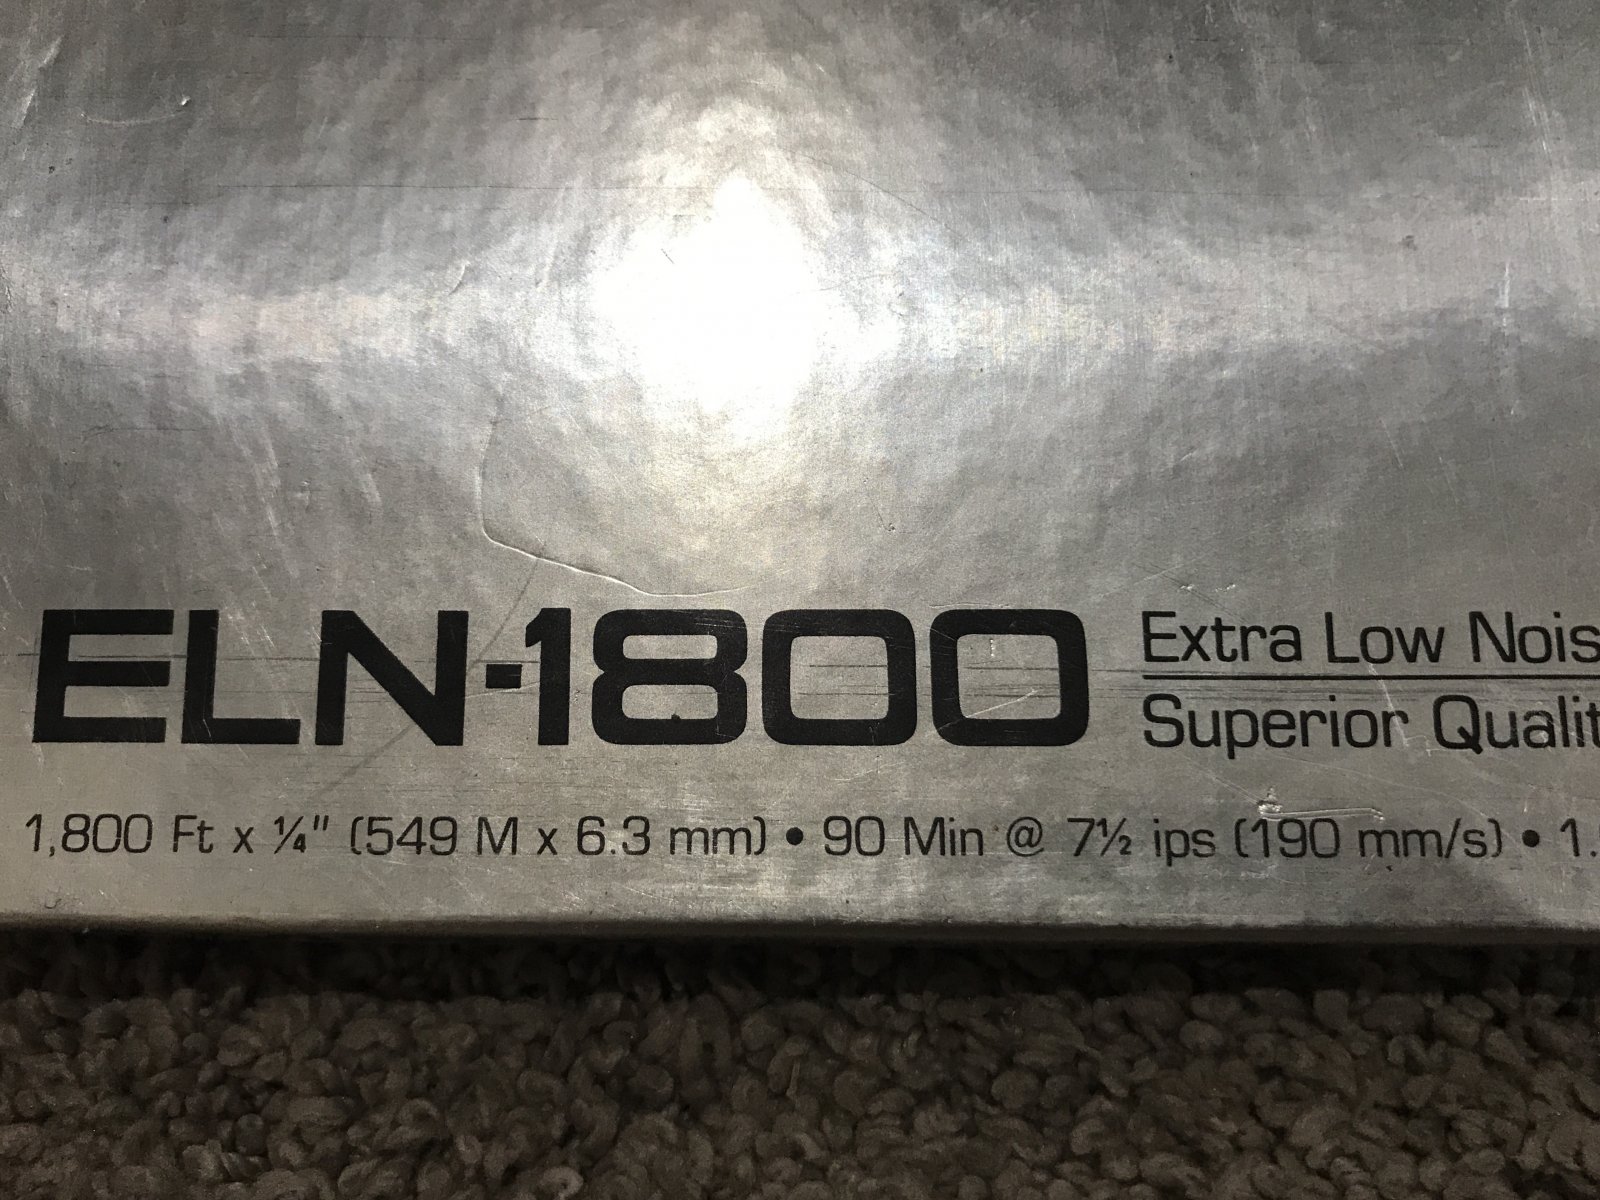 ELN-1800
Extra Low Nois
Superior Qualit
1,800 Ft x ¼" (549 M x 6.3 mm) • 90 Min @ 7½ ips (190 mm/s) • 1.